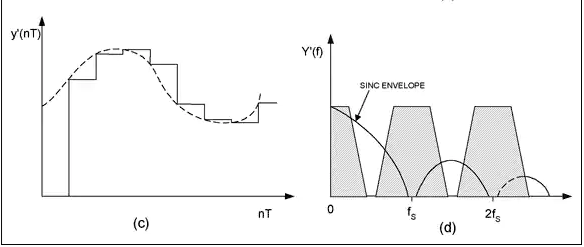 y'(nT)
nT
(c)
Y'(f)
SINC ENVELOPE
0
fS
2fS
(d)